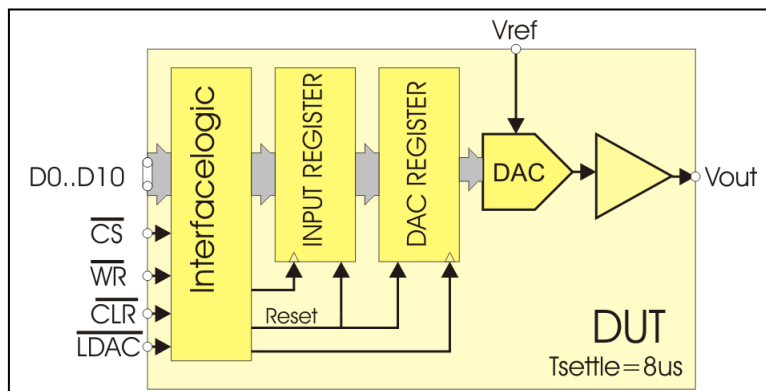 Vref
D0..D10
CS
WR
CLR
LDAC
Interfacelogic
INPUT REGISTER
DAC REGISTER
DAC
Vout
Reset
DUT
Tsettle=8us